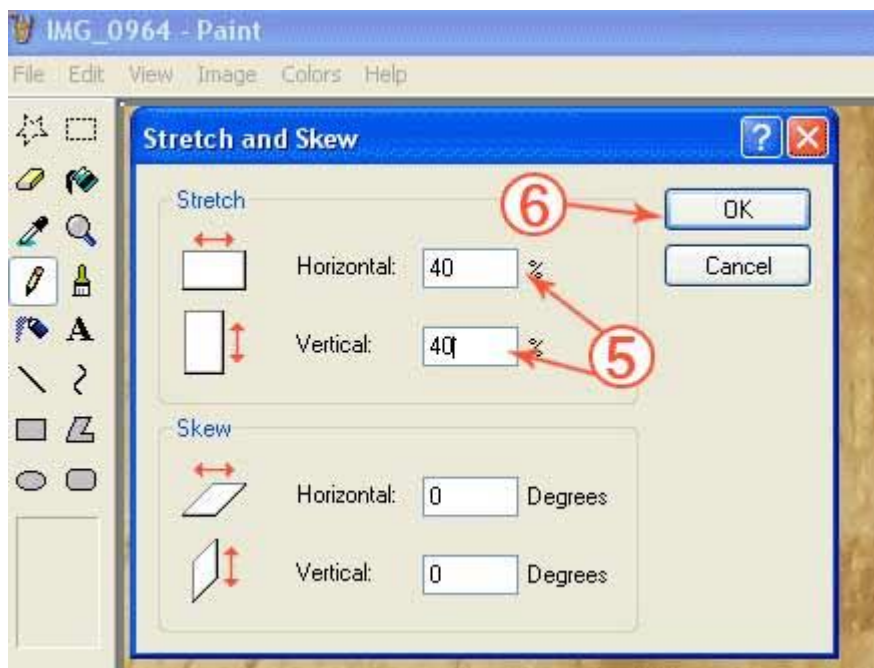 IMG_0964 - Paint
File Edit View Image Colors Help
Stretch and Skew
Stretch
6
OK
Horizontal: 40 %
Cancel
Vertical: 40 %
5
Skew
Horizontal: 0 Degrees
Vertical: 0 Degrees
A